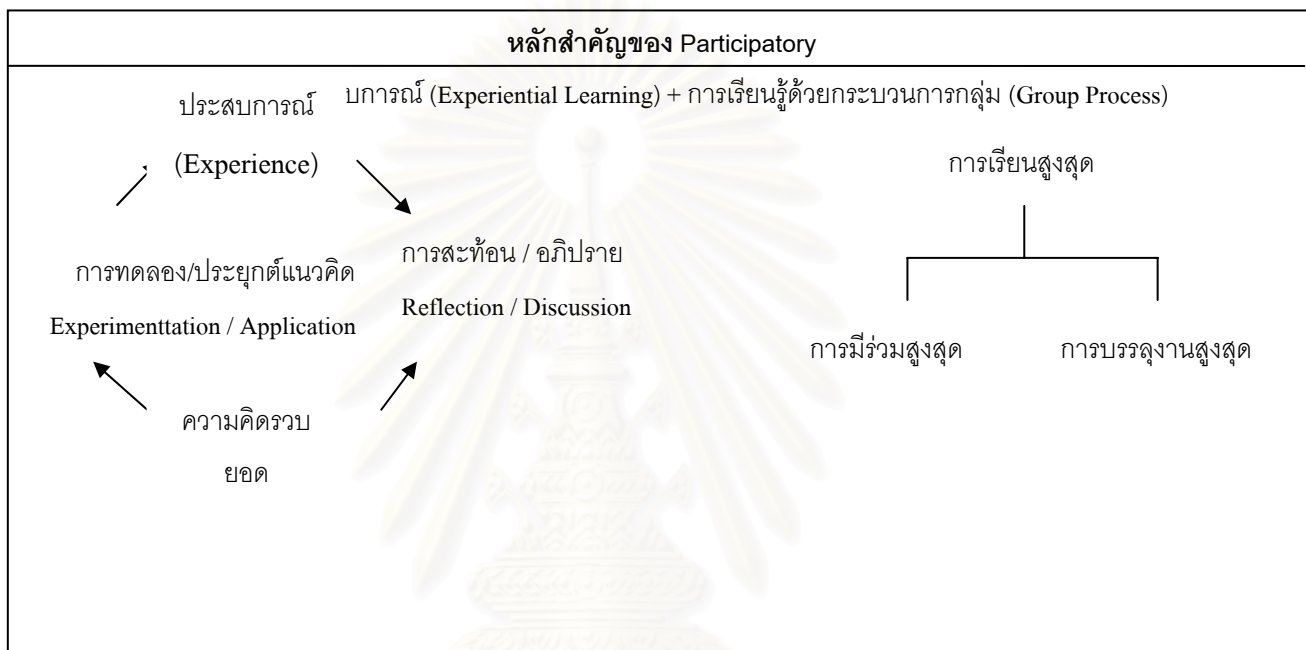 หลักสำคัญของ Participatory
บการณ์ (Experiential Learning) + การเรียนรู้ด้วยกระบวนการกลุ่ม (Group Process)
ประสบการณ์
(Experience)
การสะท้อน / อภิปราย
Reflection / Discussion
การทดลอง/ประยุกต์แนวคิด
Experimenttation / Application
ความคิดรวบ
ยอด
การเรียนสูงสุด
การมีร่วมสูงสุด
การบรรลุงานสูงสุด